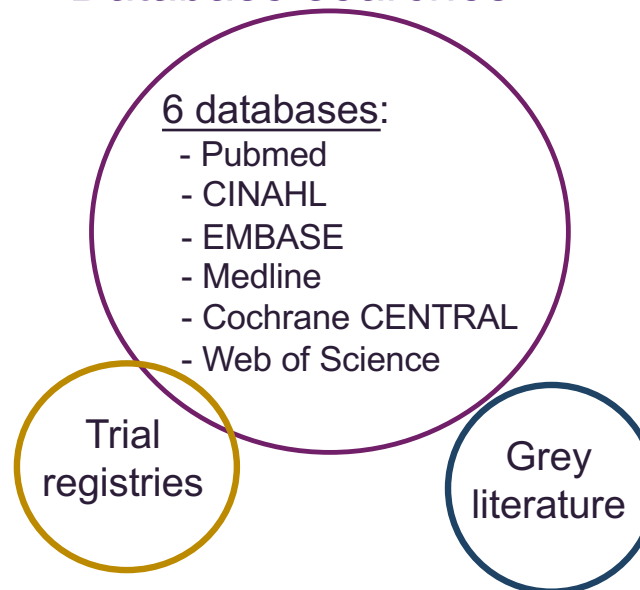 6 databases:
- Pubmed
- CINAHL
- EMBASE
- Medline
- Cochrane CENTRAL
- Web of Science
Trial
registries
Grey
literature